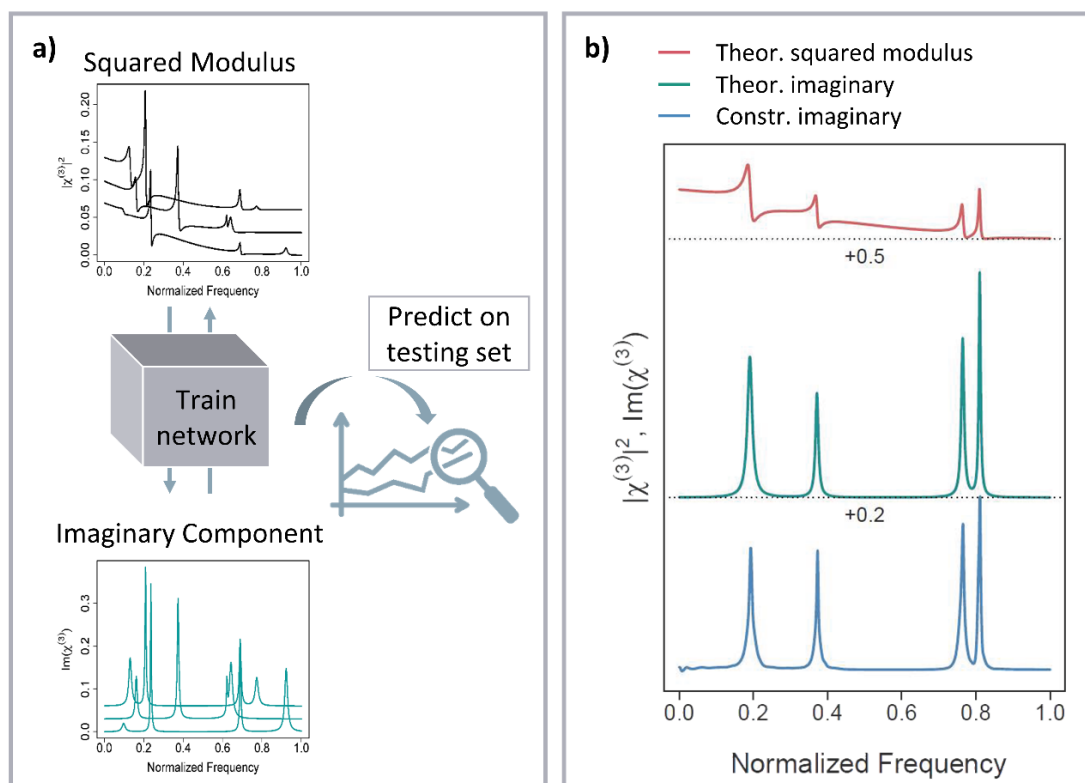 a)
Squared Modulus
|χ⁽³⁾|²
0.20
0.15
0.10
0.05
0.00
0.0 0.2 0.4 0.6 0.8 1.0
Normalized Frequency
Train
network
Predict on
testing set
Imaginary Component
Im(χ⁽³⁾)
0.3
0.2
0.1
0.0
0.0 0.2 0.4 0.6 0.8 1.0
Normalized Frequency
b)
Theor. squared modulus
Theor. imaginary
Constr. imaginary
|χ⁽³⁾|², Im(χ⁽³⁾)
+0.5
+0.2
0.0 0.2 0.4 0.6 0.8 1.0
Normalized Frequency